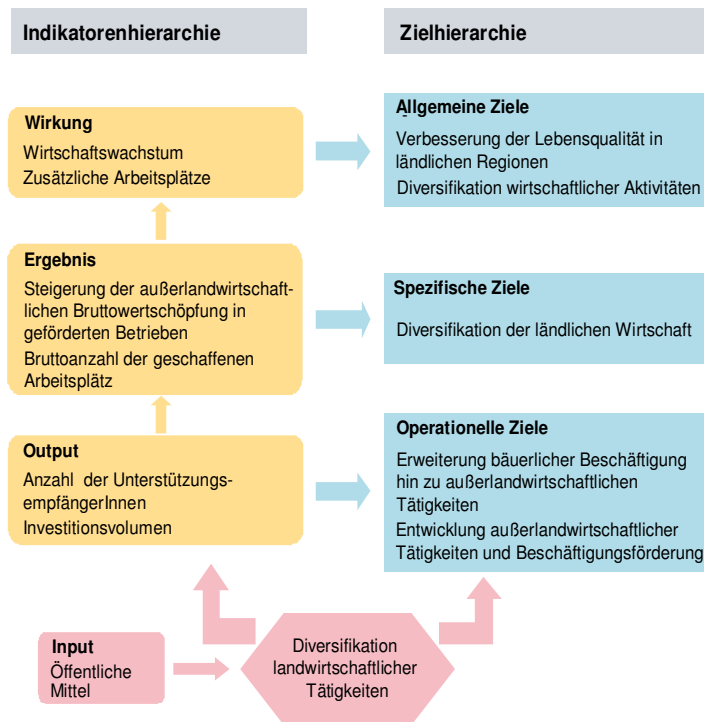 Indikatorenhierarchie
Zielhierarchie
Wirkung
Wirtschaftswachstum
Zusätzliche Arbeitsplätze
Allgemeine Ziele
Verbesserung der Lebensqualität in
ländlichen Regionen
Diversifikation wirtschaftlicher Aktivitäten
Ergebnis
Steigerung der außerlandwirtschaft-
lichen Bruttowertschöpfung in
geförderten Betrieben
Bruttoanzahl der geschaffenen
Arbeitsplätz
Spezifische Ziele
Diversifikation der ländlichen Wirtschaft
Output
Anzahl der Unterstützungs-
empfängerInnen
Investitionsvolumen
Operationelle Ziele
Erweiterung bäuerlicher Beschäftigung
hin zu außerlandwirtschaftlichen
Tätigkeiten
Entwicklung außerlandwirtschaftlicher
Tätigkeiten und Beschäftigungsförderung
Input
Öffentliche
Mittel
Diversifikation
landwirtschaftlicher
Tätigkeiten